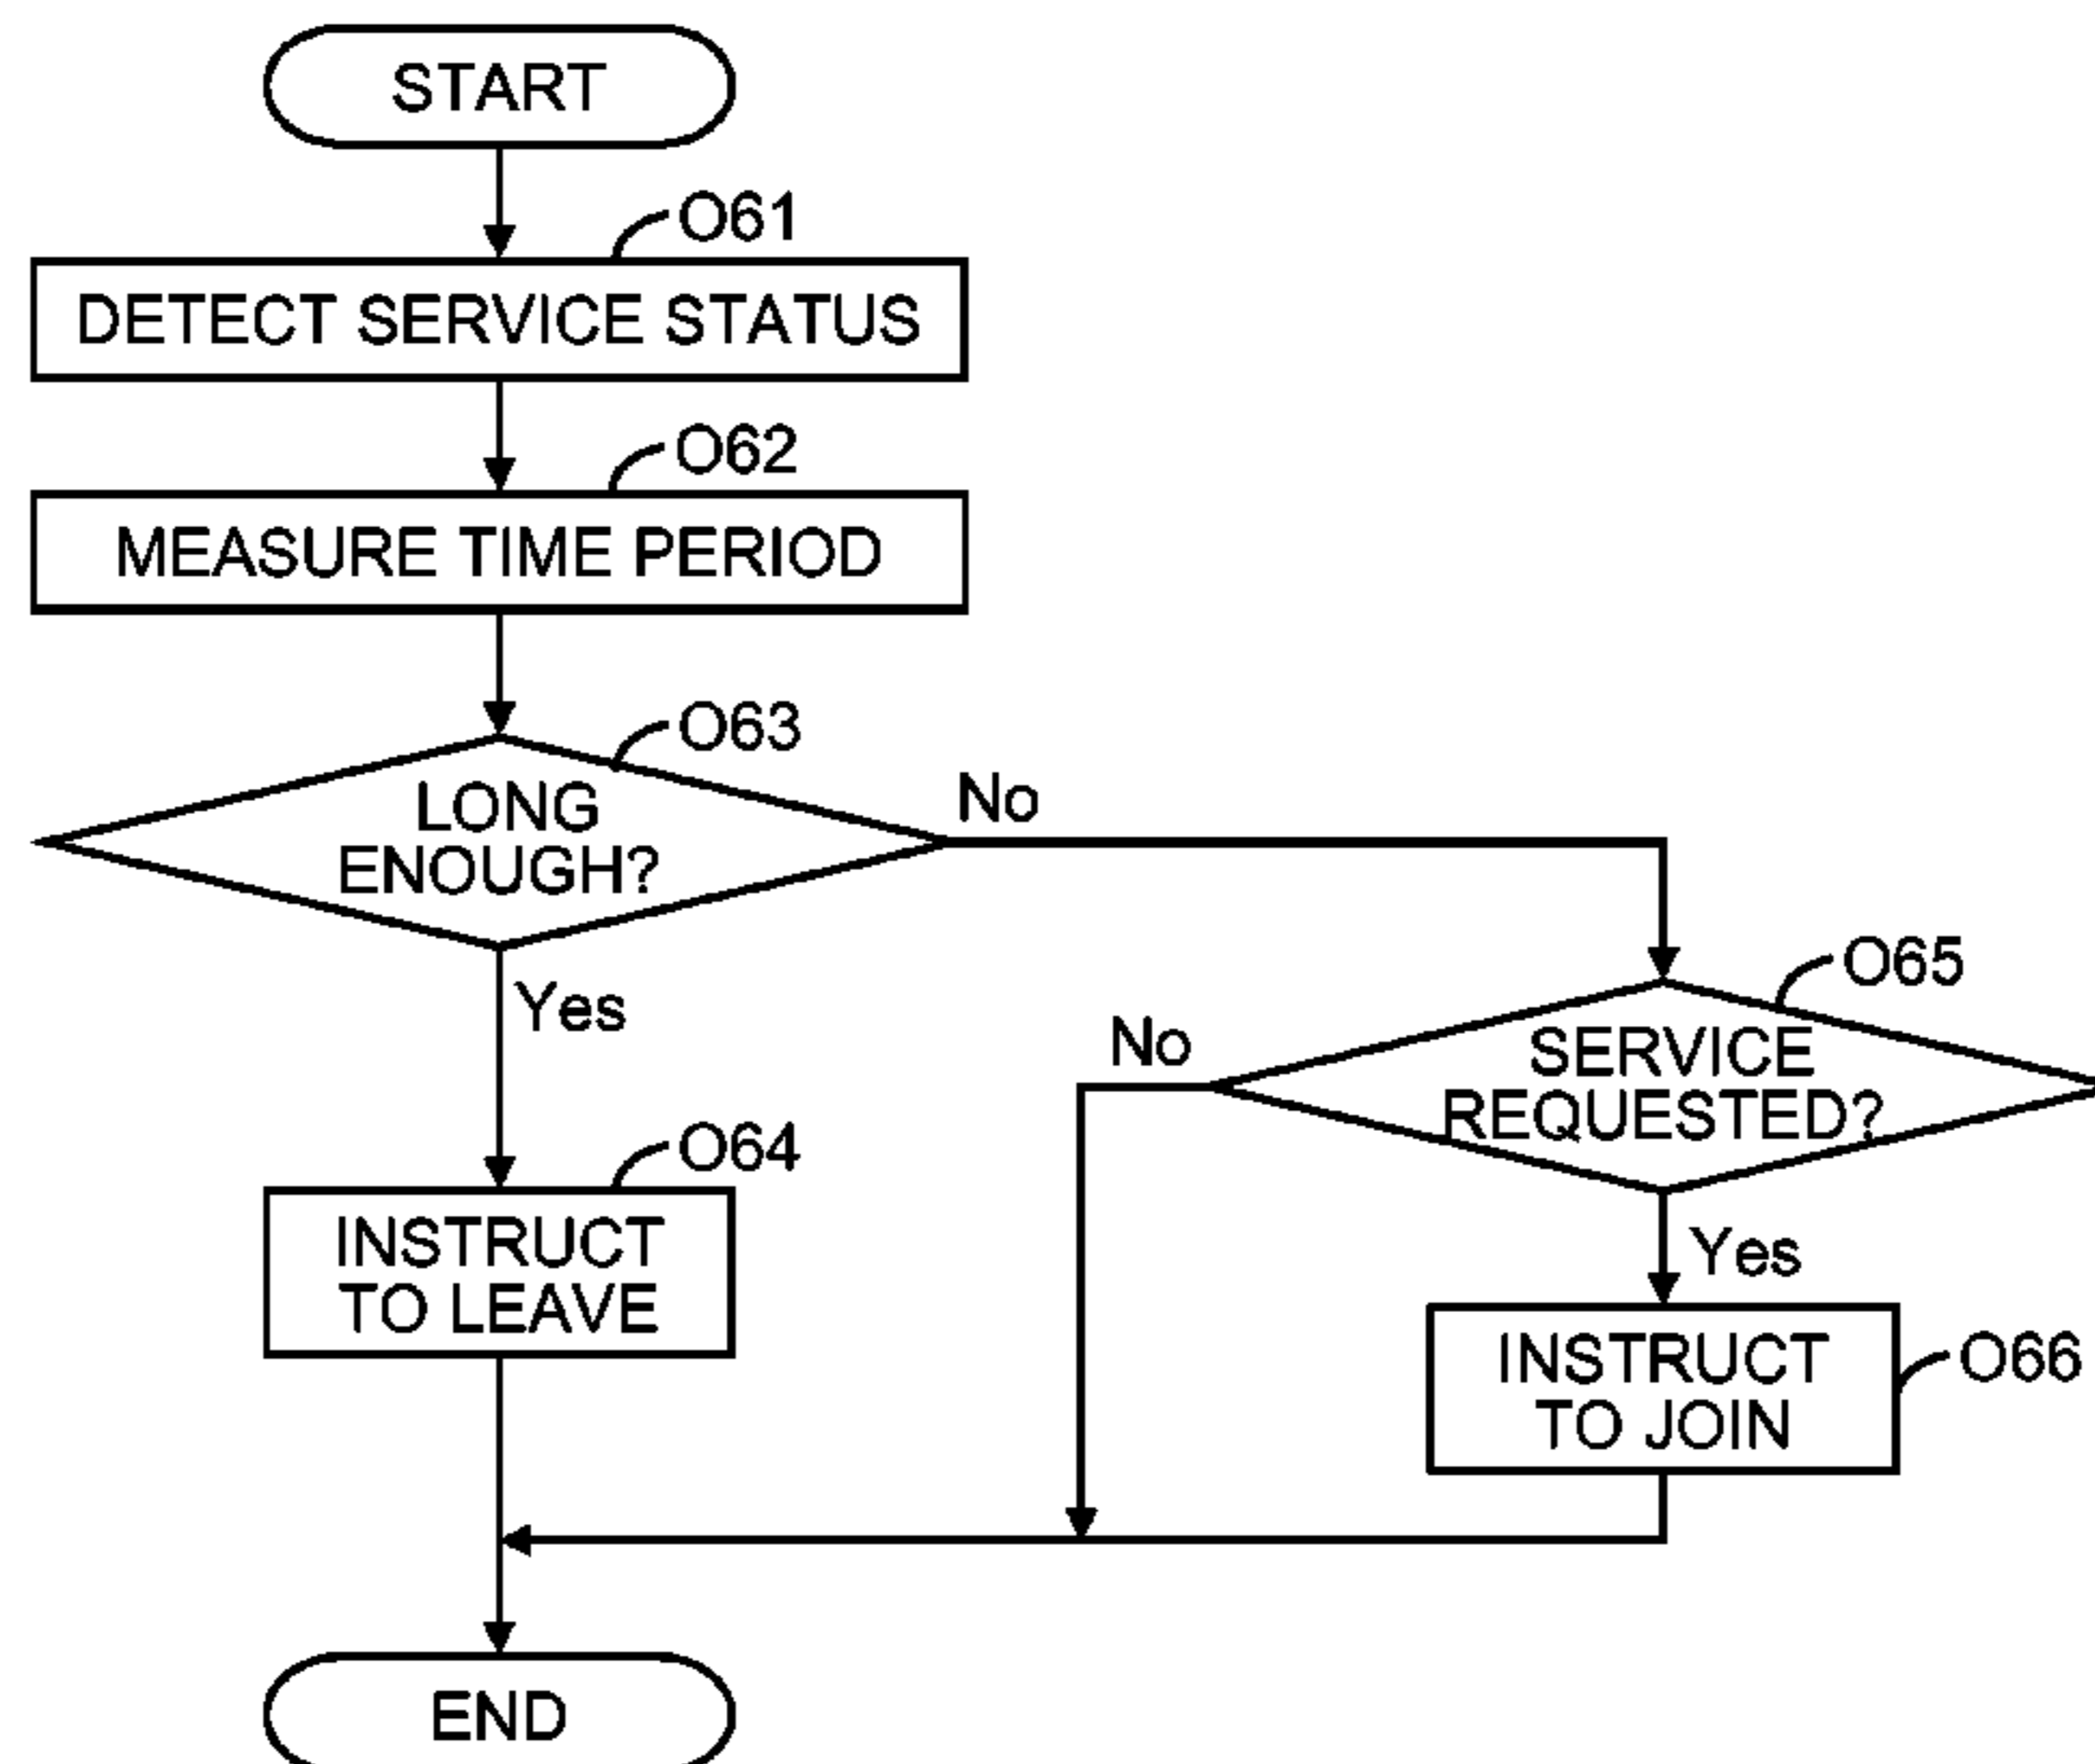 START
O61
DETECT SERVICE STATUS
O62
MEASURE TIME PERIOD
O63
LONG
ENOUGH?
No
Yes
O65
SERVICE
REQUESTED?
No
Yes
O64
INSTRUCT
TO LEAVE
INSTRUCT
TO JOIN
O66
END